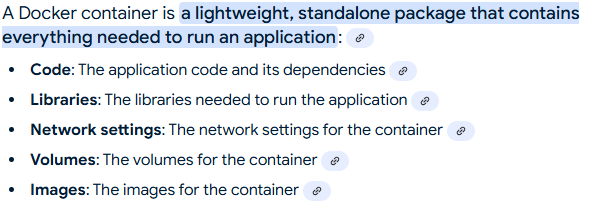 A Docker container is a lightweight, standalone package that contains
everything needed to run an application:
• Code: The application code and its dependencies
• Libraries: The libraries needed to run the application
• Network settings: The network settings for the container
• Volumes: The volumes for the container
• Images: The images for the container